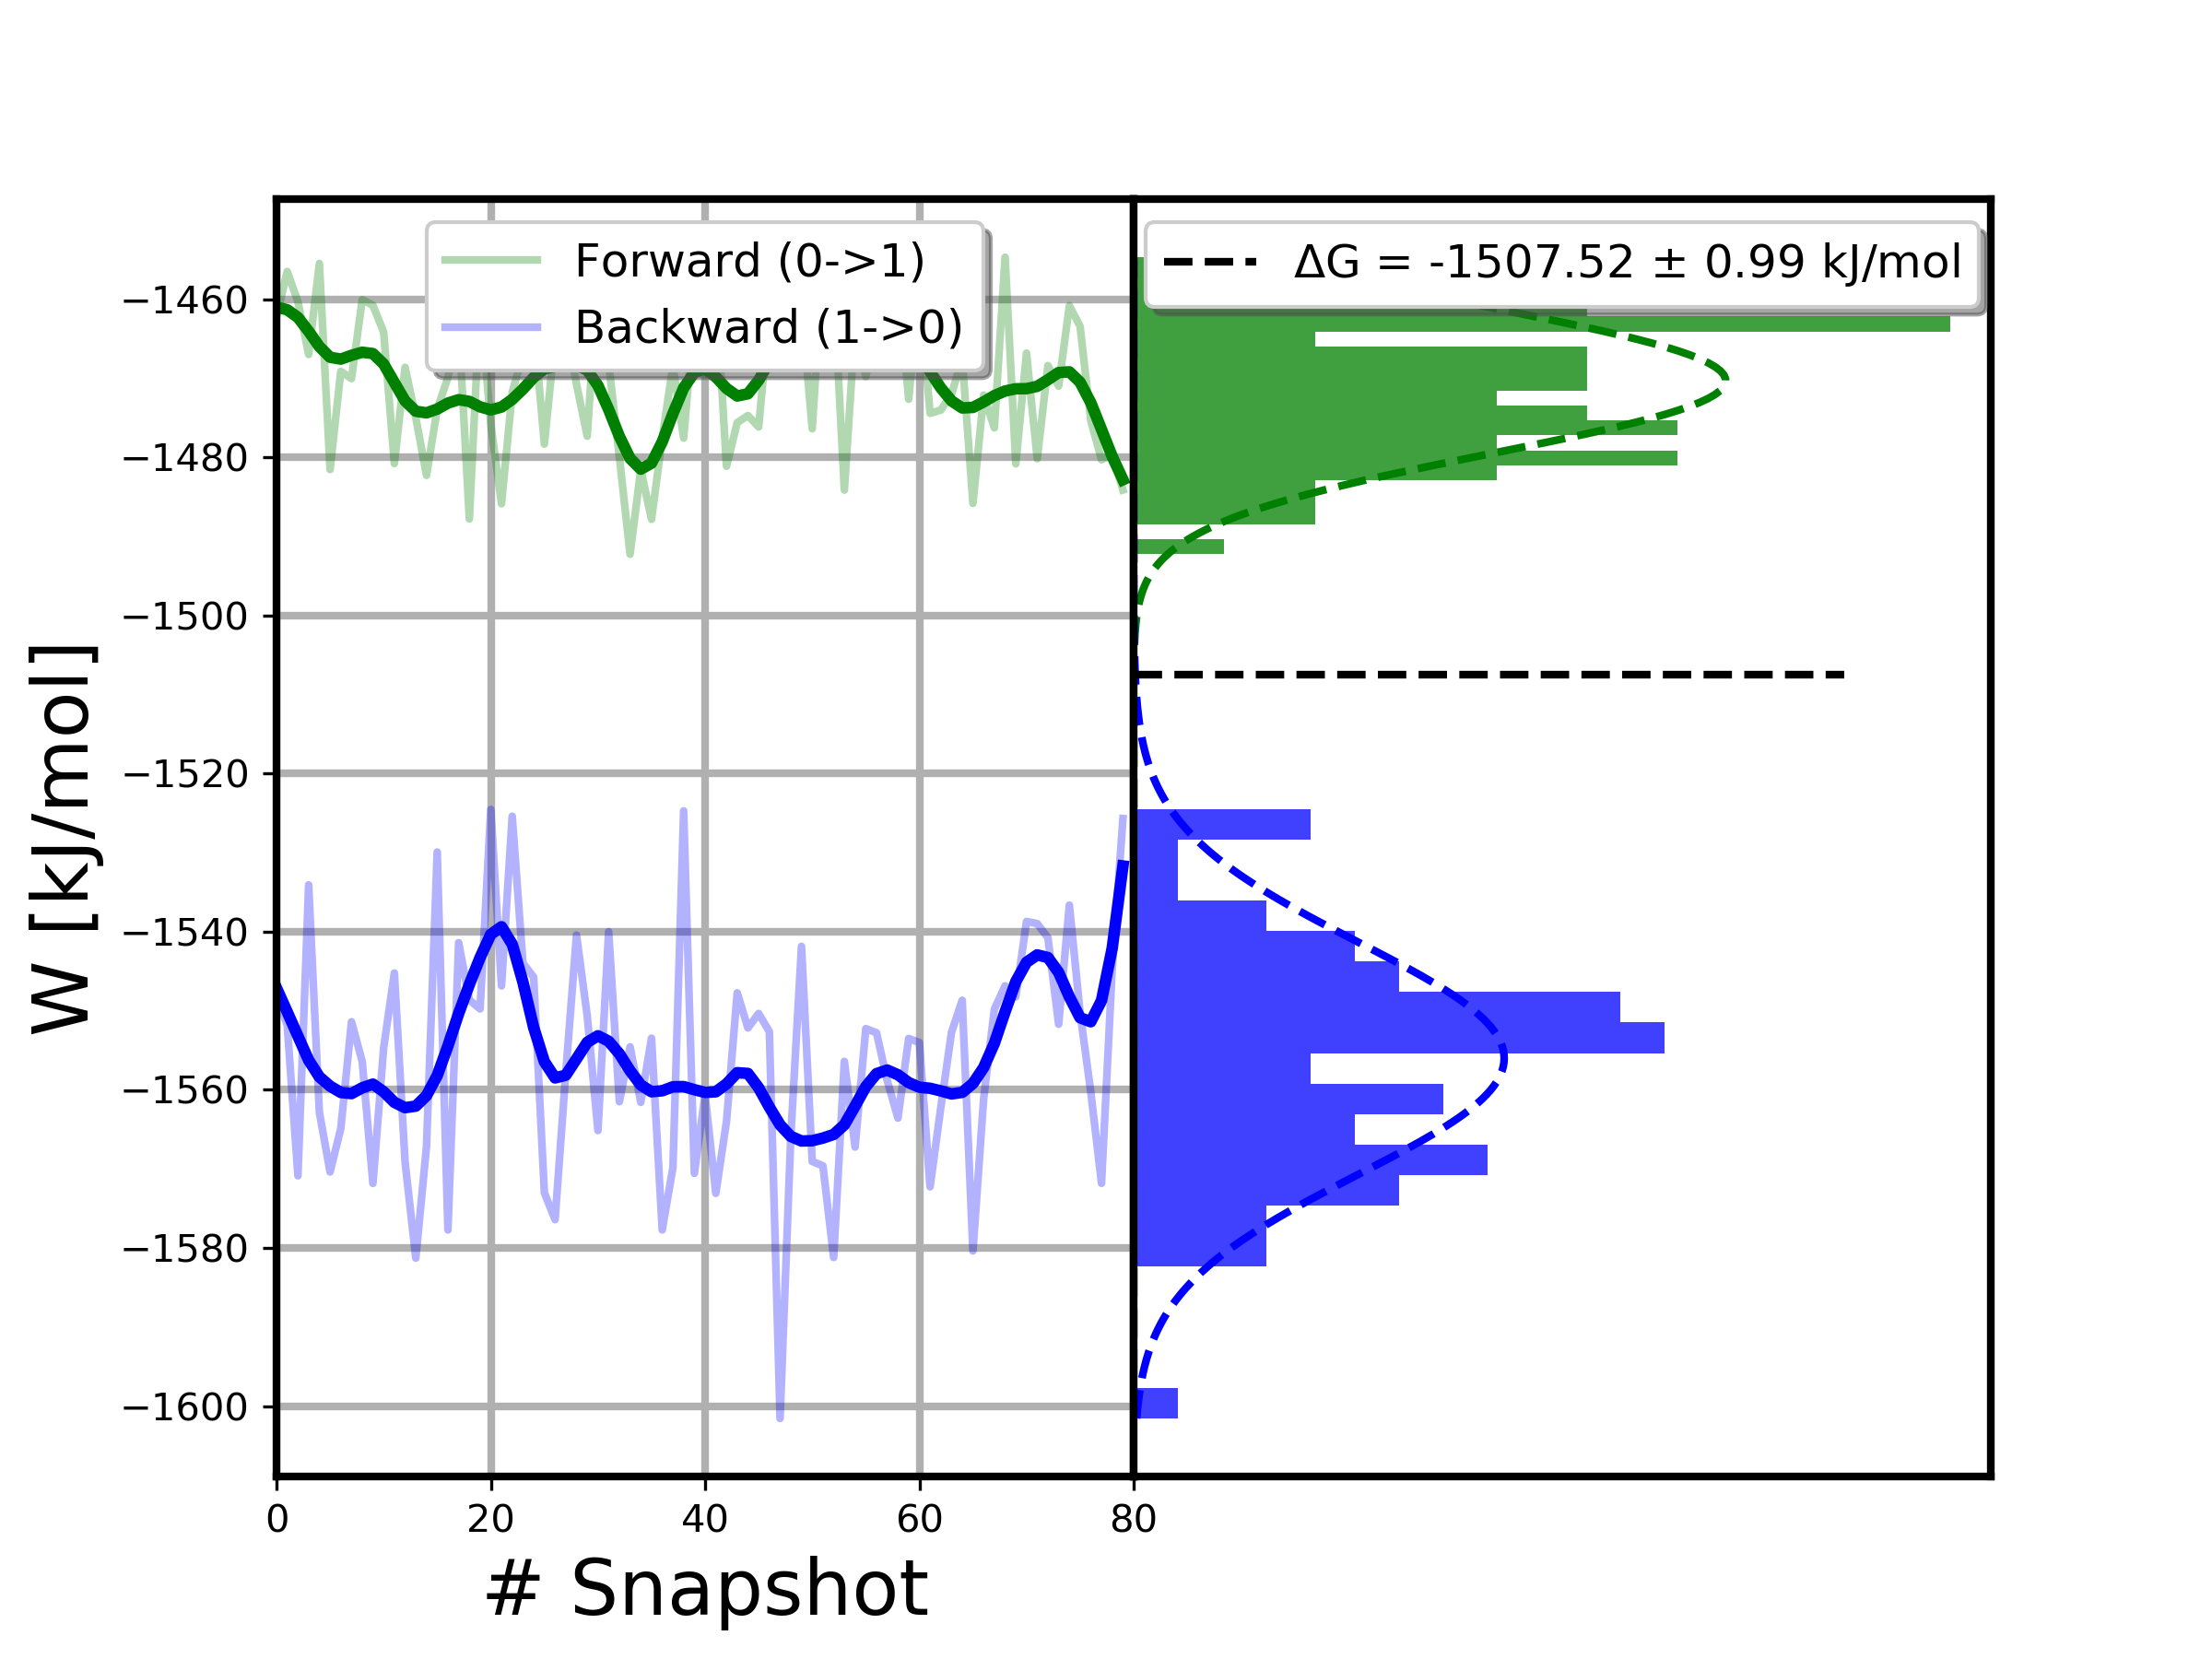 Forward (0->1)
Backward (1->0)
ΔG = -1507.52 ± 0.99 kJ/mol
−1460
−1480
−1500
−1520
−1540
−1560
−1580
−1600
W [kJ/mol]
0 20 40 60 80
# Snapshot